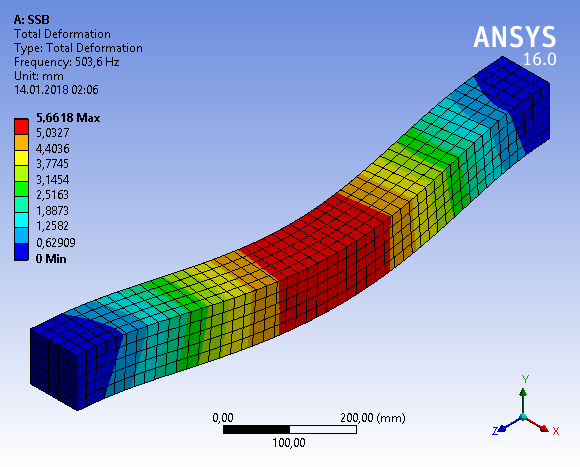 A: SSB
Total Deformation
Type: Total Deformation
Frequency: 503,6 Hz
Unit: mm
14.01.2018 02:06
ANSYS
16.0
5,6618 Max
5,0327
4,4036
3,7745
3,1454
2,5163
1,8873
1,2582
0,62909
0 Min
0,00
200,00 (mm)
100,00
Y
Z
X